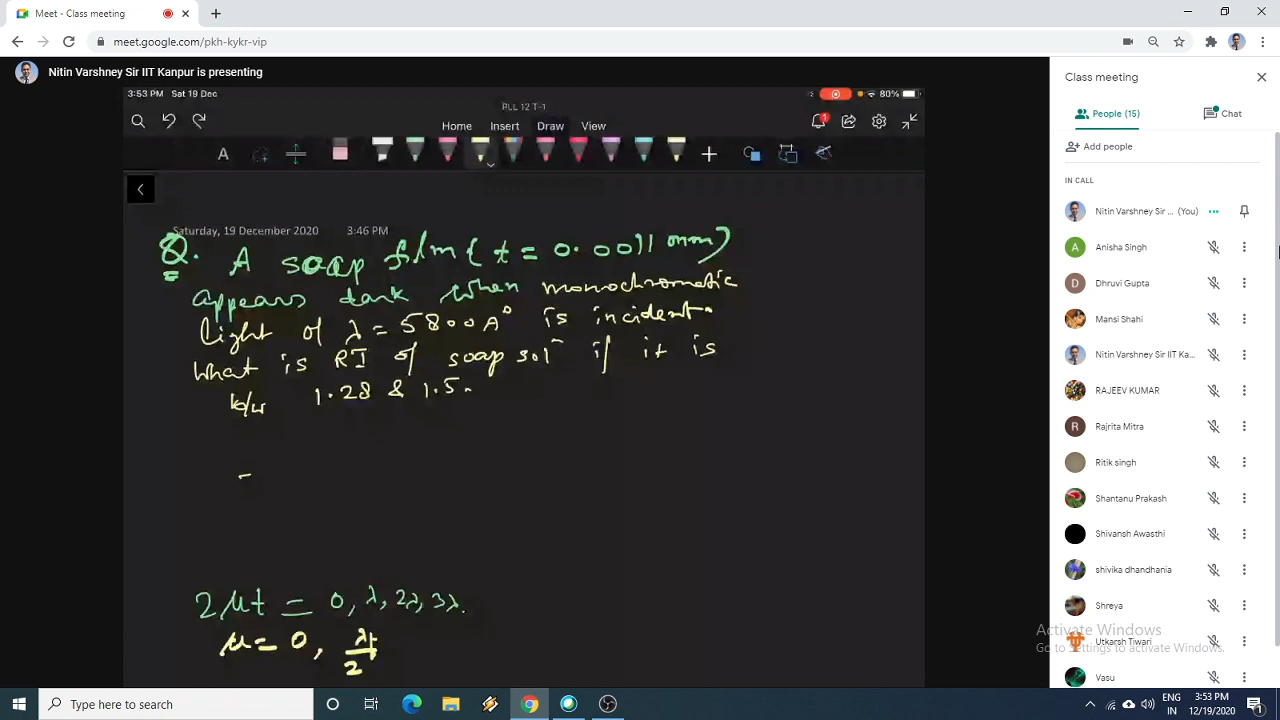 Meet - Class meeting
meet.google.com/pkh-kykr-vip
Nitin Varshney Sir IIT Kanpur is presenting
Class meeting
People (15)
Chat
Add people
IN CALL
Nitin Varshney Sir ... (You)
Anisha Singh
Dhruvi Gupta
Mansi Shahi
Nitin Varshney Sir IIT Ka...
RAJEEV KUMAR
R
Rajrita Mitra
Ritik singh
Shantanu Prakash
Shivansh Awasthi
shivika dhandhania
Shreya
Utkarsh Tiwari
Vasu
Activate Windows
Go to Settings to activate Windows.
3:53 PM Sat 19 Dec
80%
PLL 12 T-1
Home Insert Draw View
1
Saturday, 19 December 2020 3:46 PM
Q. A soap film ( t = 0.0011 mm)
appears dark when monochromatic
light of λ = 5800A° is incident.
What is RI of soap solⁿ if it is
b/w 1.28 & 1.5.
2μt = 0, λ, 2λ, 3λ.
μ = 0, λ/2t
Type here to search
ENG
IN
3:53 PM
12/19/2020